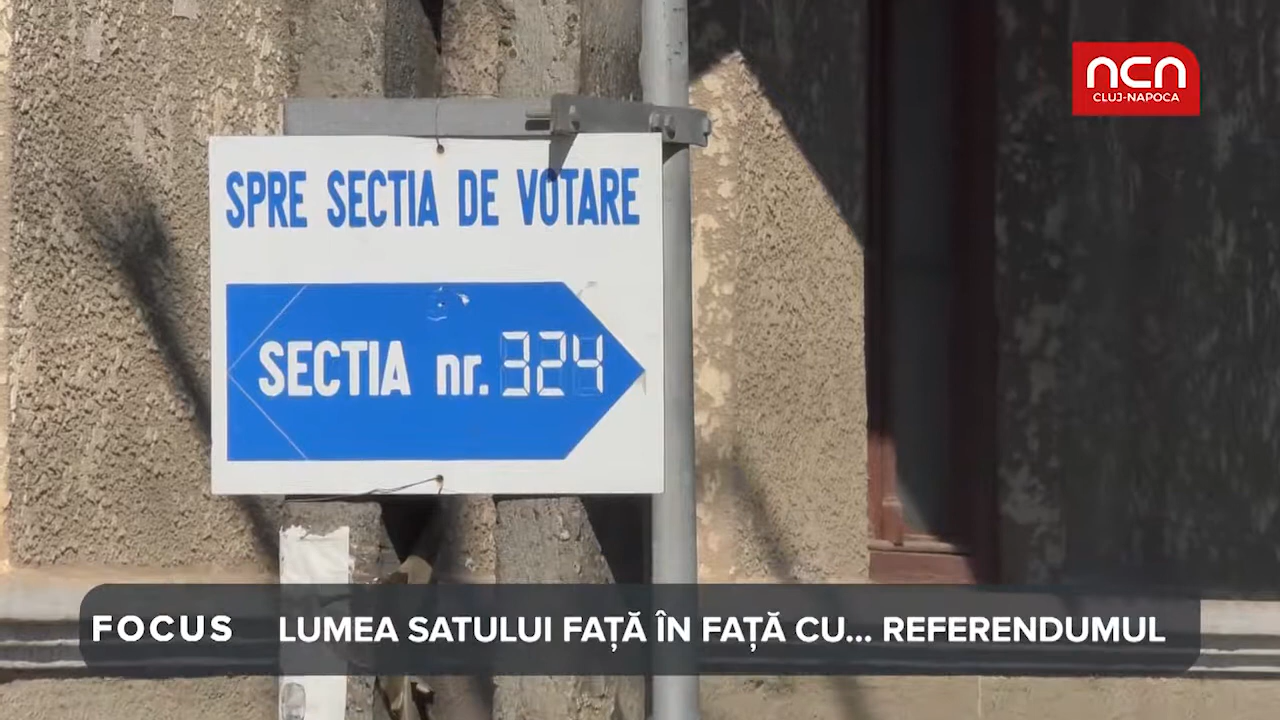 ncn
CLUJ-NAPOCA
SPRE SECTIA DE VOTARE
SECTIA nr. 324
FOCUS LUMEA SATULUI FAȚĂ ÎN FAȚĂ CU... REFERENDUMUL